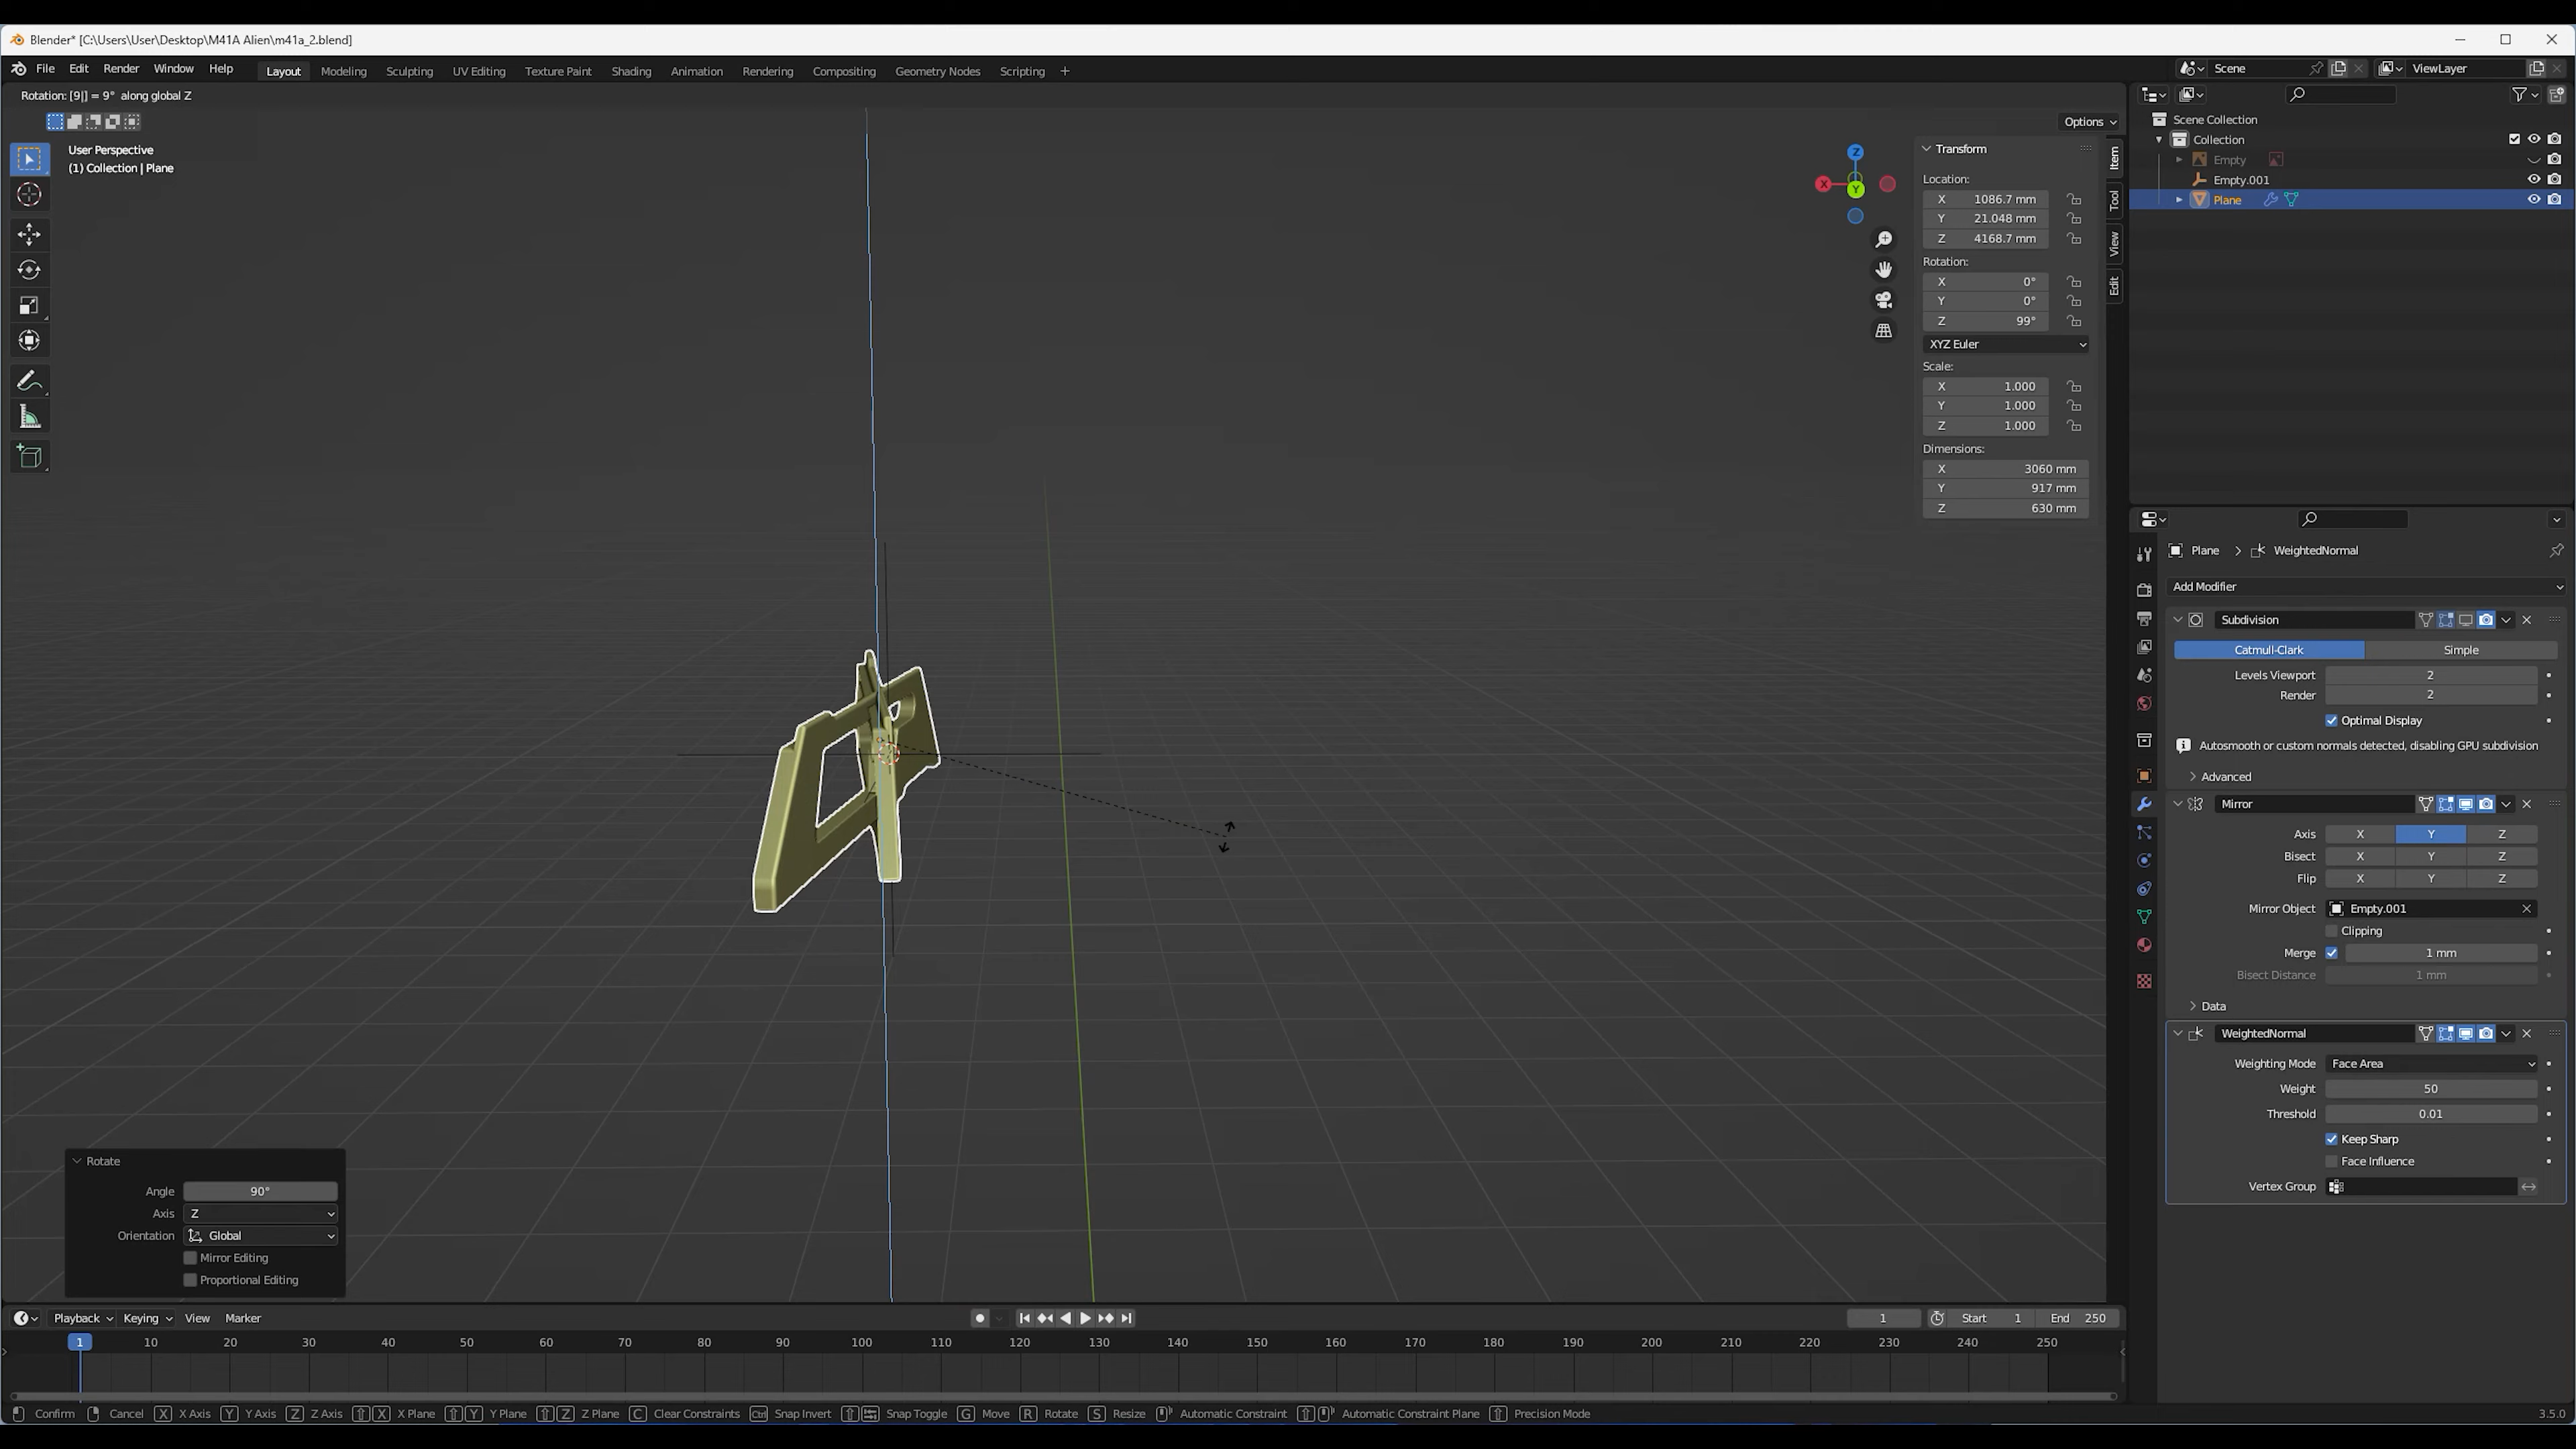 Blender* [C:\Users\User\Desktop\M41A Alien\m41a_2.blend]
File Edit Render Window Help Layout Modeling Sculpting UV Editing Texture Paint Shading Animation Rendering Compositing Geometry Nodes Scripting + Scene ViewLayer
Rotation: [9|] = 9° along global Z
Options
User Perspective
(1) Collection | Plane
Z
X
Y
Transform
Location:
X 1086.7 mm
Y 21.048 mm
Z 4168.7 mm
Rotation:
X 0°
Y 0°
Z 99°
XYZ Euler
Scale:
X 1.000
Y 1.000
Z 1.000
Dimensions:
X 3060 mm
Y 917 mm
Z 630 mm
Item
Tool
View
Edit
Scene Collection
Collection
Empty
Empty.001
Plane
Plane > WeightedNormal
Add Modifier
Subdivision
Catmull-Clark Simple
Levels Viewport 2
Render 2
Optimal Display
Autosmooth or custom normals detected, disabling GPU subdivision
Advanced
Mirror
Axis X Y Z
Bisect X Y Z
Flip X Y Z
Mirror Object Empty.001
Clipping
Merge 1 mm
Bisect Distance 1 mm
Data
WeightedNormal
Weighting Mode Face Area
Weight 50
Threshold 0.01
Keep Sharp
Face Influence
Vertex Group
Rotate
Angle 90°
Axis Z
Orientation Global
Mirror Editing
Proportional Editing
Playback Keying View Marker 1 Start 1 End 250
1 10 20 30 40 50 60 70 80 90 100 110 120 130 140 150 160 170 180 190 200 210 220 230 240 250
Confirm Cancel X X Axis Y Y Axis Z Z Axis X X Plane Y Y Plane Z Z Plane C Clear Constraints Ctrl Snap Invert Snap Toggle G Move R Rotate S Resize Automatic Constraint Automatic Constraint Plane Precision Mode 3.5.0